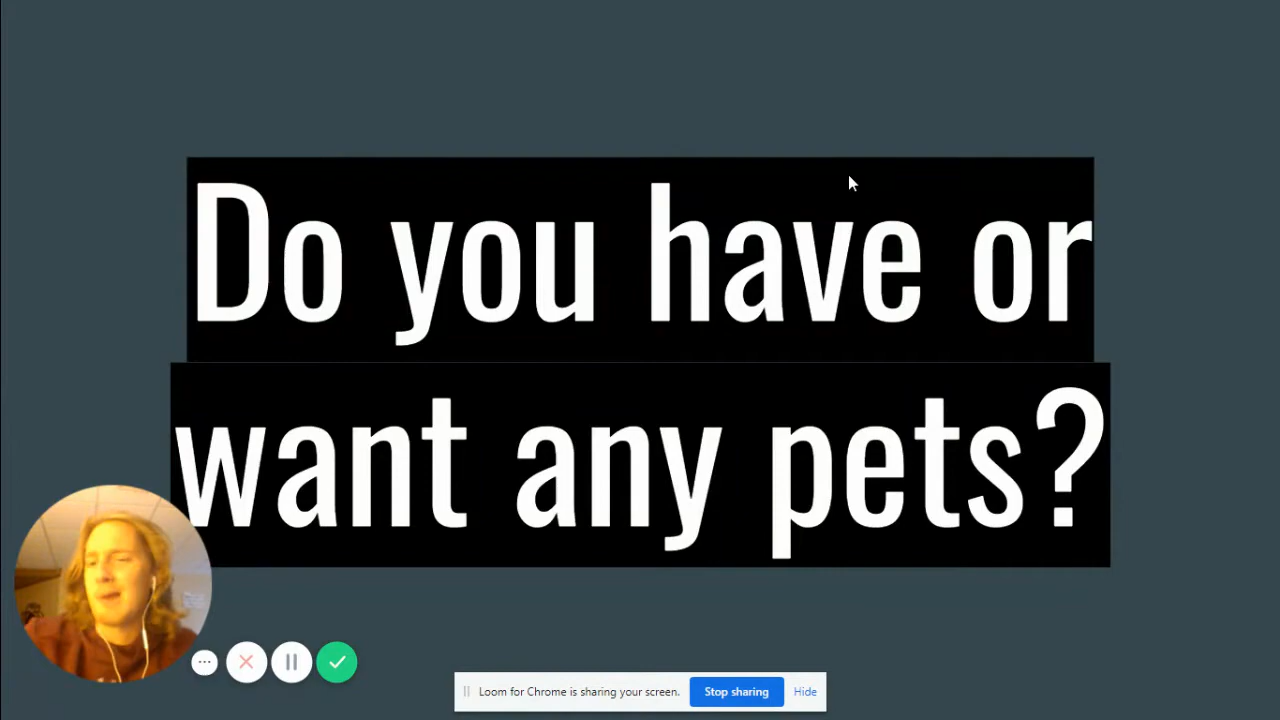 Do you have or
want any pets?
Loom for Chrome is sharing your screen. Stop sharing Hide